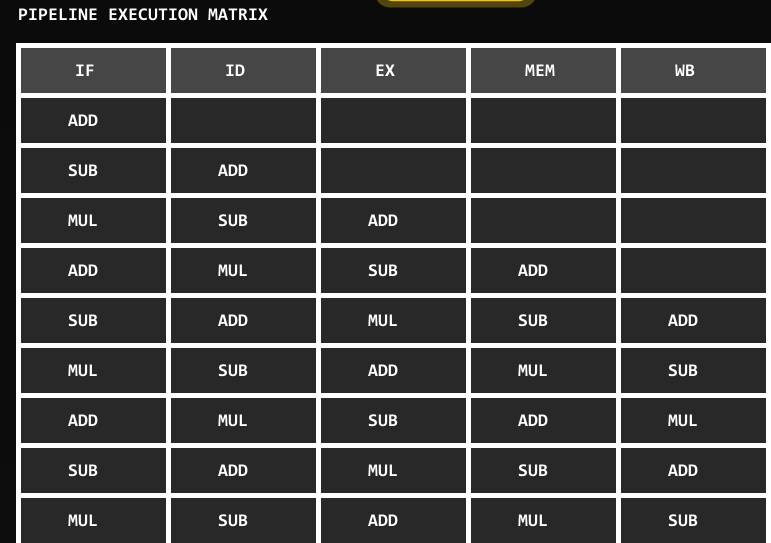 PIPELINE EXECUTION MATRIX
IF ID EX MEM WB
ADD
SUB ADD
MUL SUB ADD
ADD MUL SUB ADD
SUB ADD MUL SUB ADD
MUL SUB ADD MUL SUB
ADD MUL SUB ADD MUL
SUB ADD MUL SUB ADD
MUL SUB ADD MUL SUB